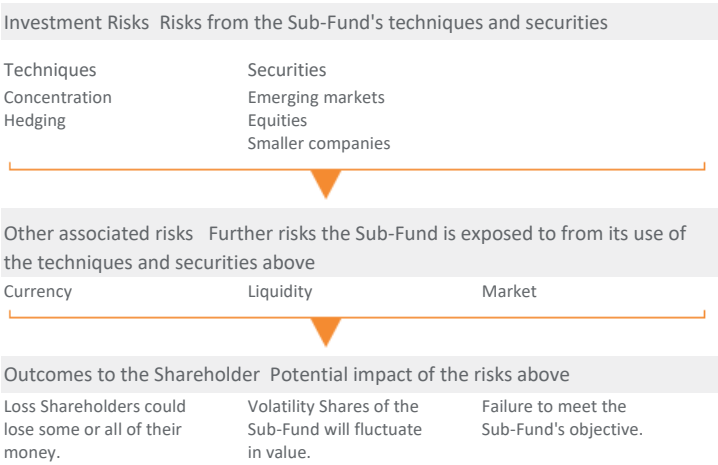 Investment Risks Risks from the Sub-Fund's techniques and securities
Techniques
Concentration
Hedging
Securities
Emerging markets
Equities
Smaller companies
Other associated risks Further risks the Sub-Fund is exposed to from its use of
the techniques and securities above
Currency
Liquidity
Market
Outcomes to the Shareholder Potential impact of the risks above
Loss Shareholders could
lose some or all of their
money.
Volatility Shares of the
Sub-Fund will fluctuate
in value.
Failure to meet the
Sub-Fund's objective.